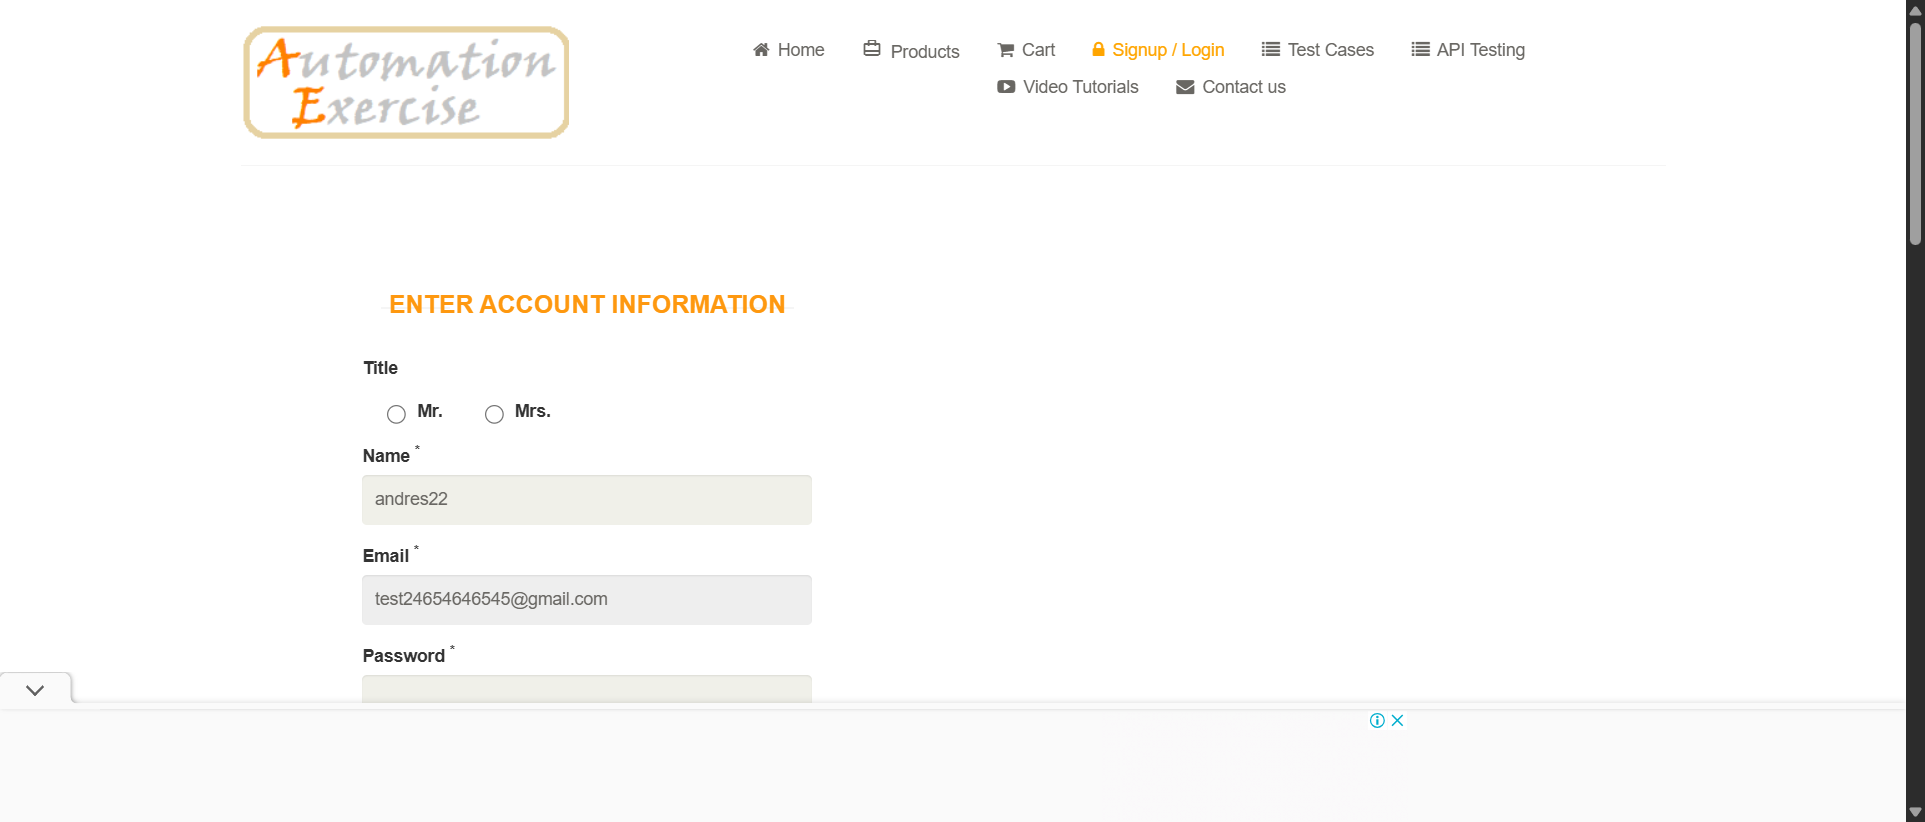 Automation
Exercise
Home
Products
Cart
Signup / Login
Test Cases
API Testing
Video Tutorials
Contact us
ENTER ACCOUNT INFORMATION
Title
Mr.
Mrs.
Name *
andres22
Email *
test24654646545@gmail.com
Password *